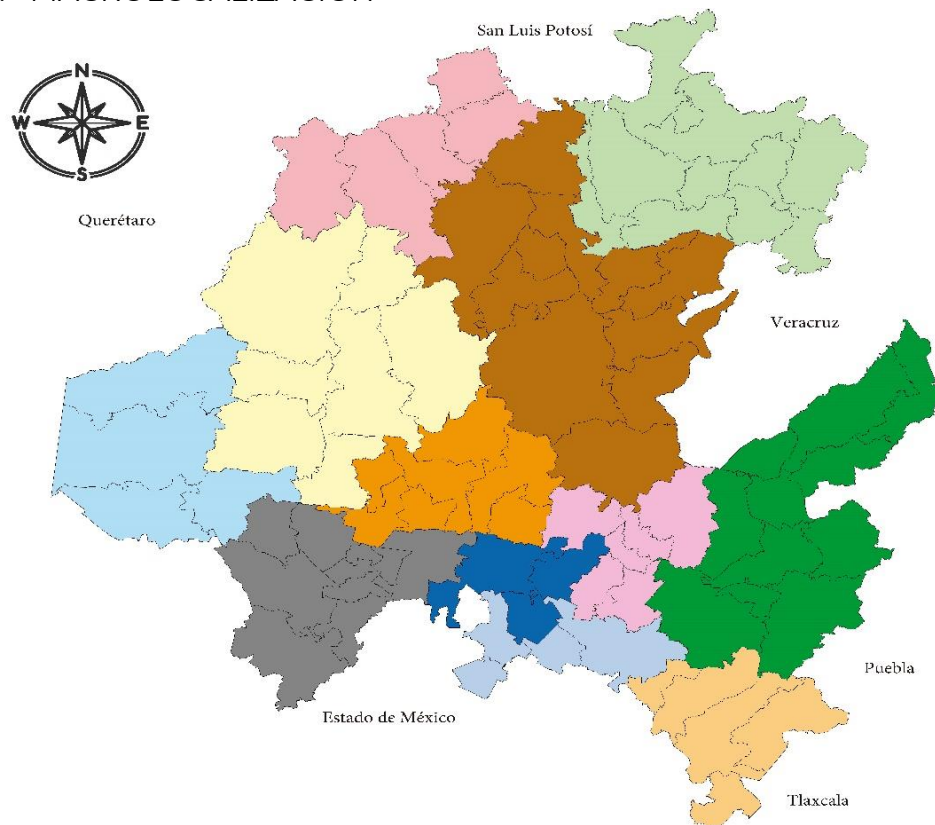 San Luis Potosí
N
W
E
S
Querétaro
Veracruz
Puebla
Estado de México
Tlaxcala